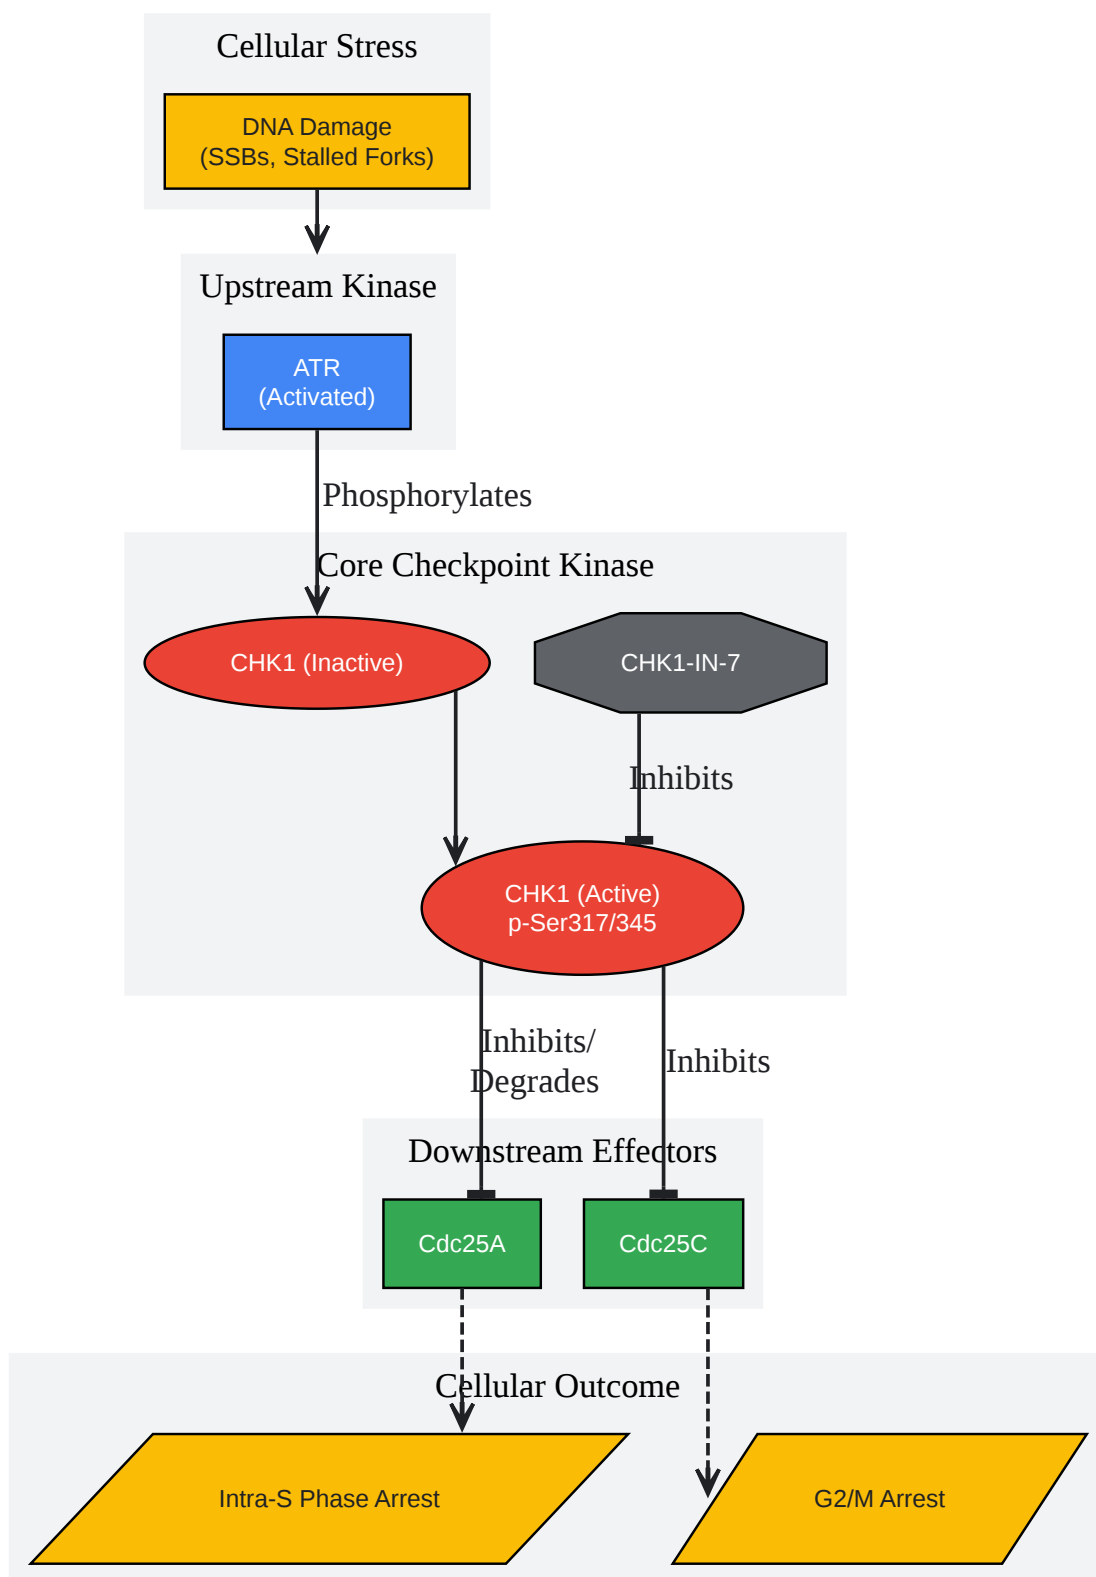 Cellular Stress
DNA Damage
(SSBs, Stalled Forks)
Upstream Kinase
ATR
(Activated)
Phosphorylates
Core Checkpoint Kinase
CHK1 (Inactive)
CHK1-IN-7
Inhibits
CHK1 (Active)
p-Ser317/345
Inhibits/
Degrades
Inhibits
Downstream Effectors
Cdc25A
Cdc25C
Cellular Outcome
Intra-S Phase Arrest
G2/M Arrest